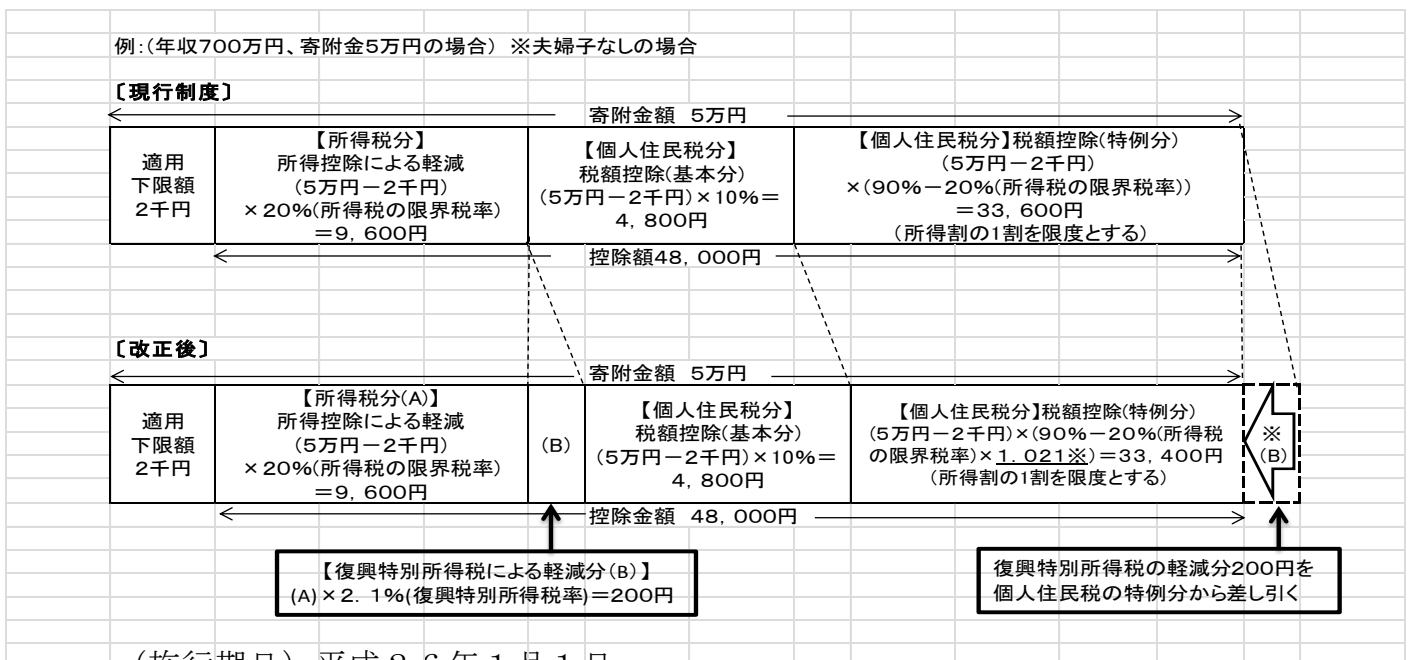 例:(年収700万円、寄附金5万円の場合) ※夫婦子なしの場合
〔現行制度〕
寄附金額 5万円
適用
下限額
2千円
【所得税分】
所得控除による軽減
(5万円－2千円)
×20%(所得税の限界税率)
＝9,600円
【個人住民税分】
税額控除(基本分)
(5万円－2千円)×10%＝
4,800円
【個人住民税分】税額控除(特例分)
(5万円－2千円)
×(90%－20%(所得税の限界税率))
＝33,600円
(所得割の1割を限度とする)
控除額48,000円
〔改正後〕
寄附金額 5万円
適用
下限額
2千円
【所得税分(A)】
所得控除による軽減
(5万円－2千円)
×20%(所得税の限界税率)
＝9,600円
(B)
【個人住民税分】
税額控除(基本分)
(5万円－2千円)×10%＝
4,800円
【個人住民税分】税額控除(特例分)
(5万円－2千円)×(90%－20%(所得税
の限界税率)×1.021※)＝33,400円
(所得割の1割を限度とする)
※
(B)
控除金額 48,000円
【復興特別所得税による軽減分(B)】
(A)×2.1%(復興特別所得税率)＝200円
復興特別所得税の軽減分200円を
個人住民税の特例分から差し引く
(施行期日) 平成26年1月1日